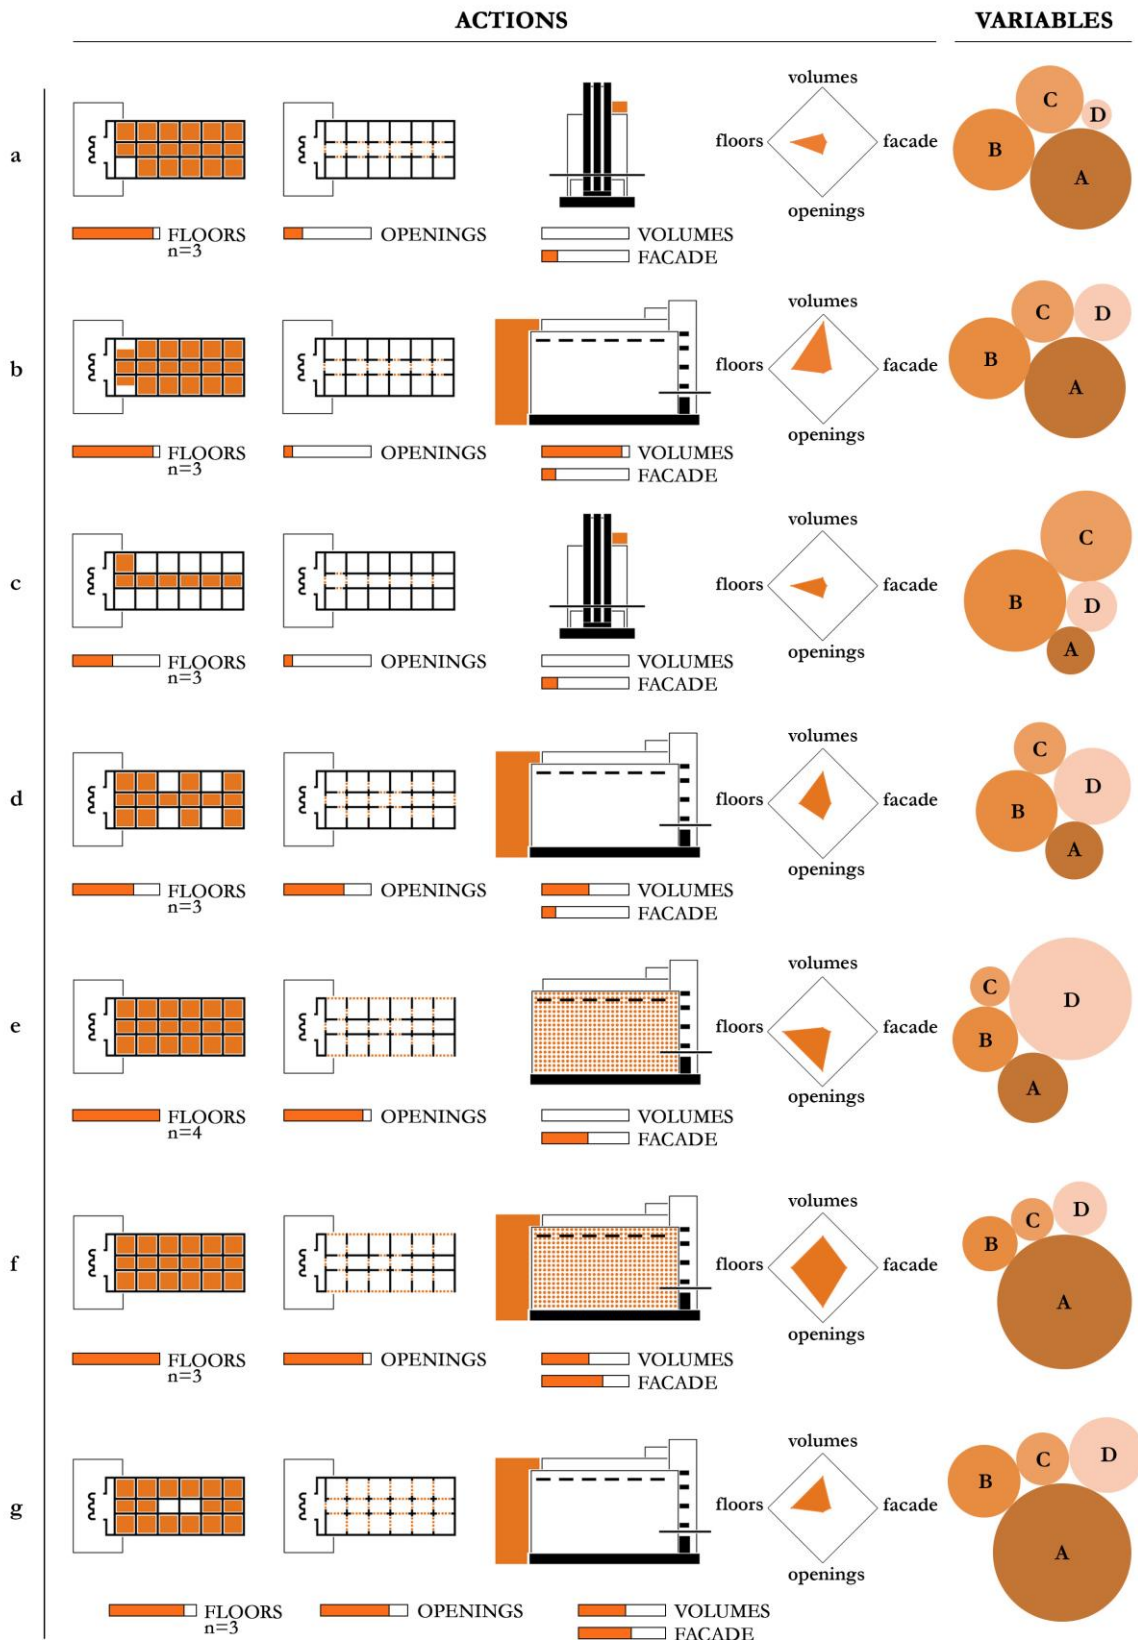 ACTIONS VARIABLES
a
FLOORS
n=3
OPENINGS
VOLUMES
FACADE
volumes
floors facade
openings
C D B A
b
FLOORS
n=3
OPENINGS
VOLUMES
FACADE
volumes
floors facade
openings
C D B A
c
FLOORS
n=3
OPENINGS
VOLUMES
FACADE
volumes
floors facade
openings
C B D A
d
FLOORS
n=3
OPENINGS
VOLUMES
FACADE
volumes
floors facade
openings
C D B A
e
FLOORS
n=4
OPENINGS
VOLUMES
FACADE
volumes
floors facade
openings
C D B A
f
FLOORS
n=3
OPENINGS
VOLUMES
FACADE
volumes
floors facade
openings
D C B A
g
FLOORS
n=3
OPENINGS
VOLUMES
FACADE
volumes
floors facade
openings
D C B A